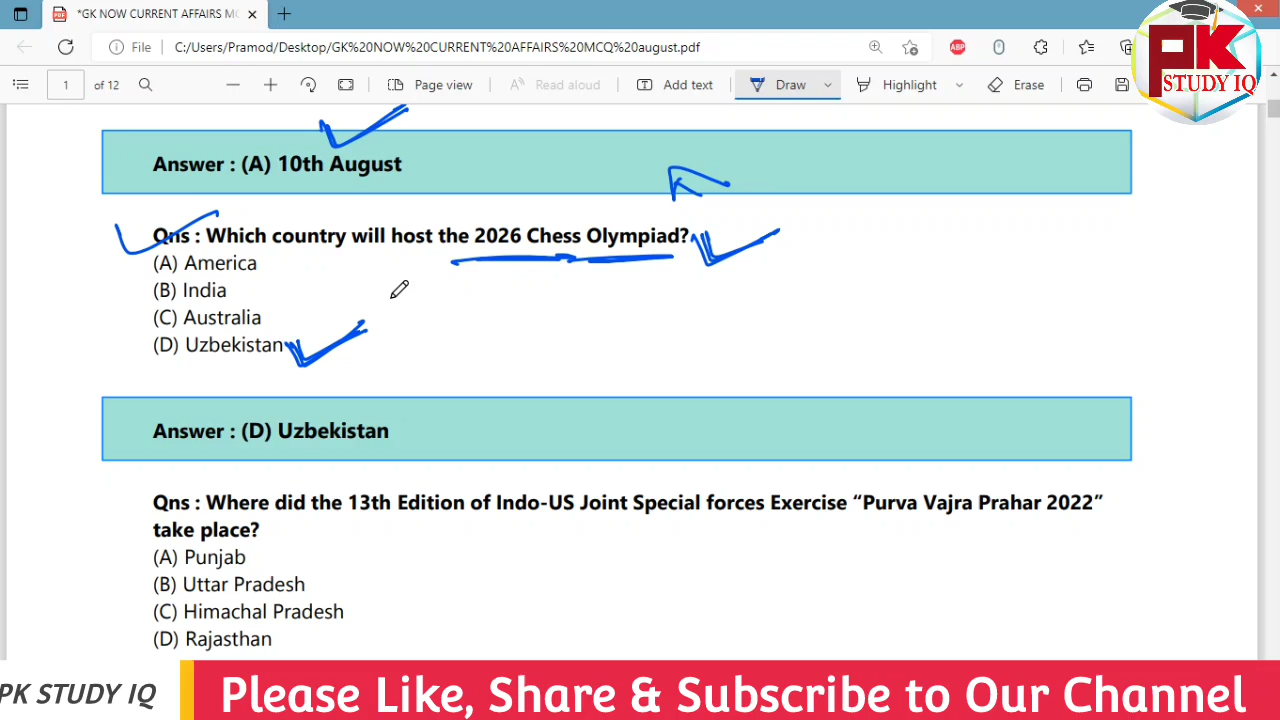 *GK NOW CURRENT AFFAIRS MC
File C:/Users/Pramod/Desktop/GK%20NOW%20CURRENT%20AFFAIRS%20MCQ%20august.pdf
ABP
1 of 12 Page view Read aloud Add text Draw Highlight Erase
PK
STUDY IQ
Answer : (A) 10th August
Qns : Which country will host the 2026 Chess Olympiad?
(A) America
(B) India
(C) Australia
(D) Uzbekistan
Answer : (D) Uzbekistan
Qns : Where did the 13th Edition of Indo-US Joint Special forces Exercise “Purva Vajra Prahar 2022”
take place?
(A) Punjab
(B) Uttar Pradesh
(C) Himachal Pradesh
(D) Rajasthan
PK STUDY IQ Please Like, Share & Subscribe to Our Channel